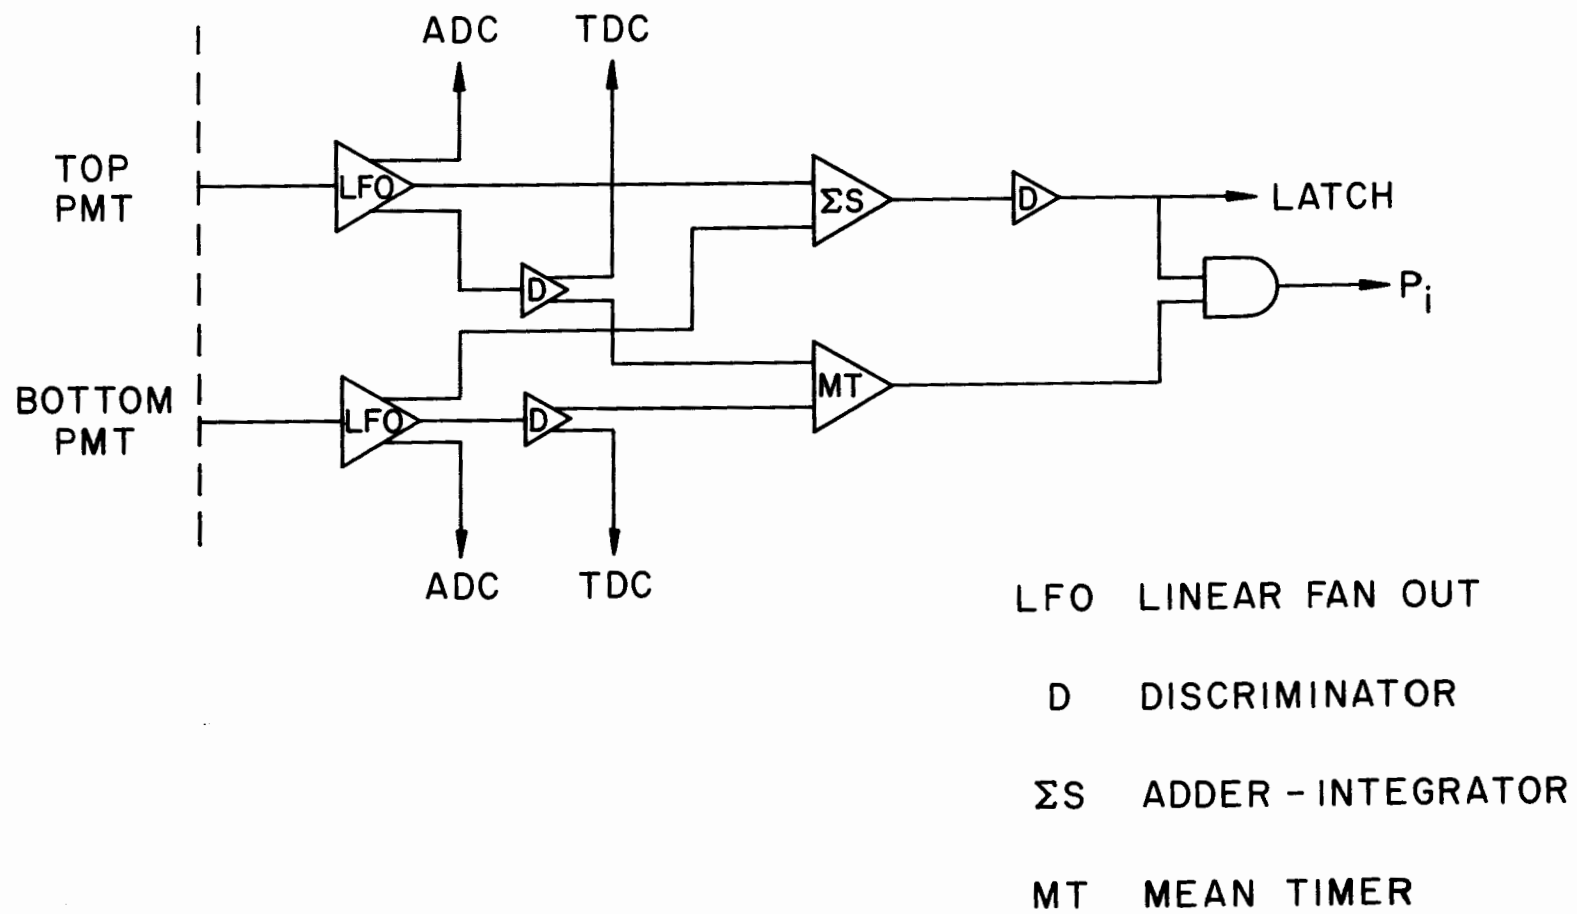 ADC TDC
TOP
PMT
LFO
ΣS
D
LATCH
D
P_i
BOTTOM
PMT
LFO
D
MT
ADC TDC
LFO LINEAR FAN OUT
D DISCRIMINATOR
ΣS ADDER - INTEGRATOR
MT MEAN TIMER